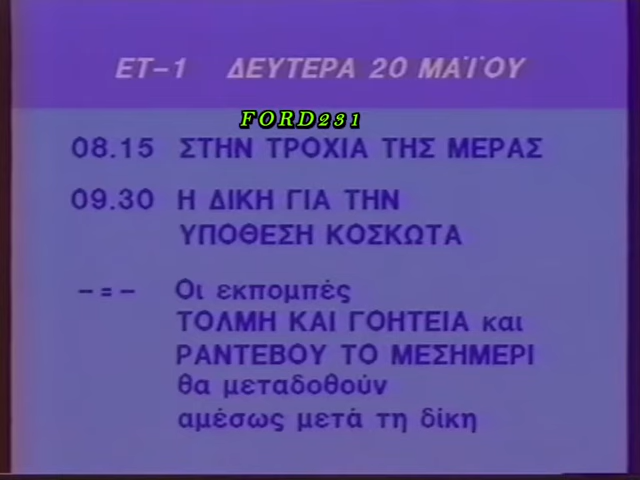 ET-1 ΔΕΥΤΕΡΑ 20 ΜΑΪΟΥ
FORD231
08.15 ΣΤΗΝ ΤΡΟΧΙΑ ΤΗΣ ΜΕΡΑΣ
09.30 Η ΔΙΚΗ ΓΙΑ ΤΗΝ
ΥΠΟΘΕΣΗ ΚΟΣΚΩΤΑ
-=- Οι εκπομπές
ΤΟΛΜΗ ΚΑΙ ΓΟΗΤΕΙΑ και
ΡΑΝΤΕΒΟΥ ΤΟ ΜΕΣΗΜΕΡΙ
θα μεταδοθούν
αμέσως μετά τη δίκη